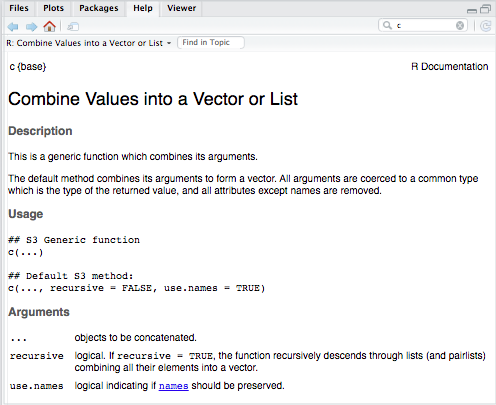 Files Plots Packages Help Viewer
c
R: Combine Values into a Vector or List Find in Topic
c {base} R Documentation
Combine Values into a Vector or List
Description
This is a generic function which combines its arguments.
The default method combines its arguments to form a vector. All arguments are coerced to a common type
which is the type of the returned value, and all attributes except names are removed.
Usage
## S3 Generic function
c(...)
## Default S3 method:
c(..., recursive = FALSE, use.names = TRUE)
Arguments
... objects to be concatenated.
recursive logical. If recursive = TRUE, the function recursively descends through lists (and pairlists)
combining all their elements into a vector.
use.names logical indicating if names should be preserved.